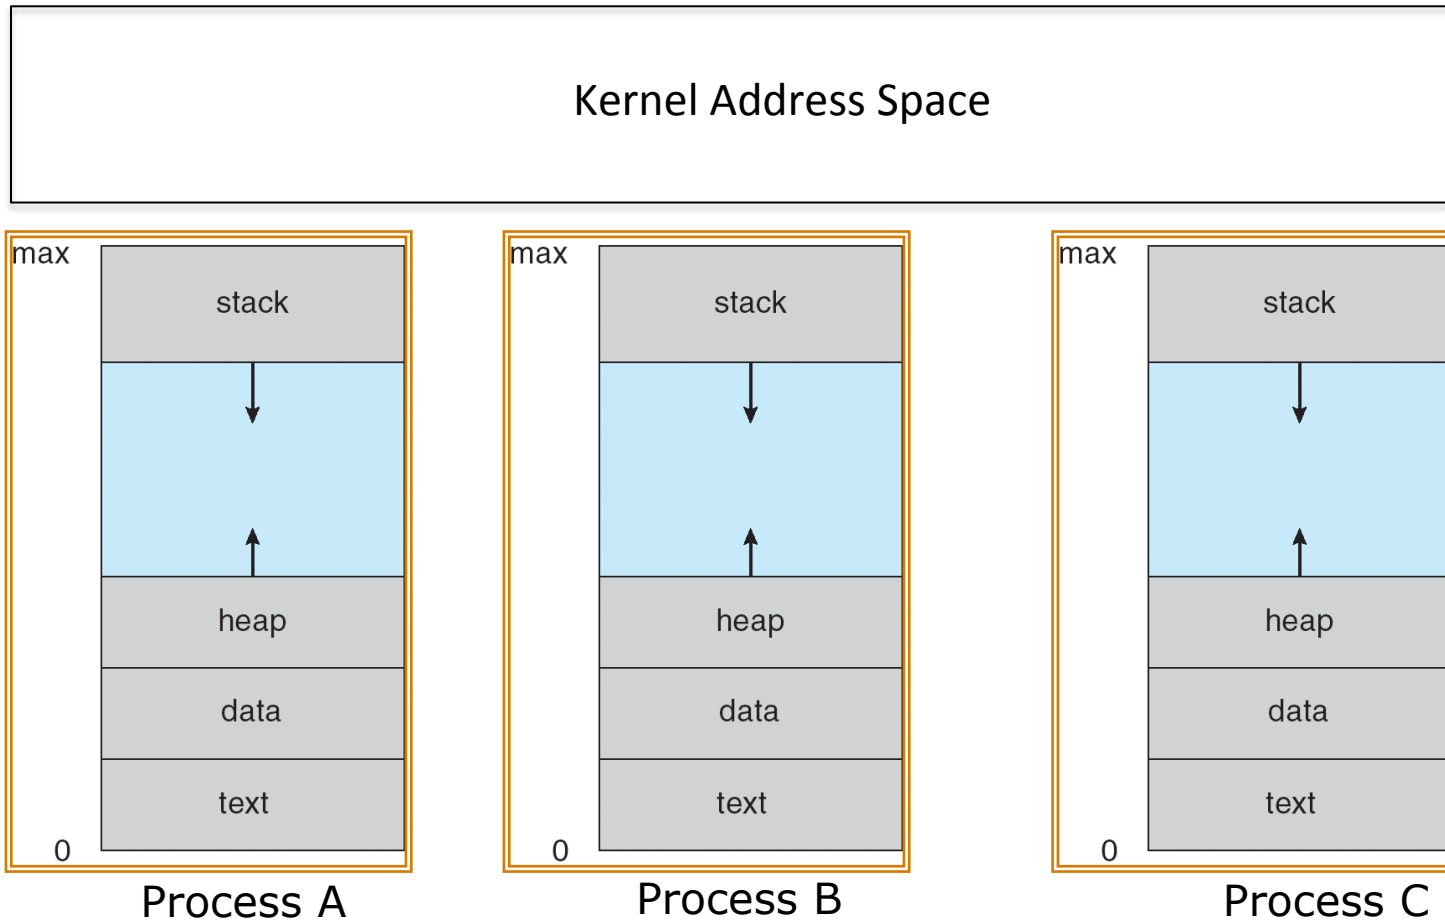 Kernel Address Space
max
stack
heap
data
text
0
Process A
max
stack
heap
data
text
0
Process B
max
stack
heap
data
text
0
Process C